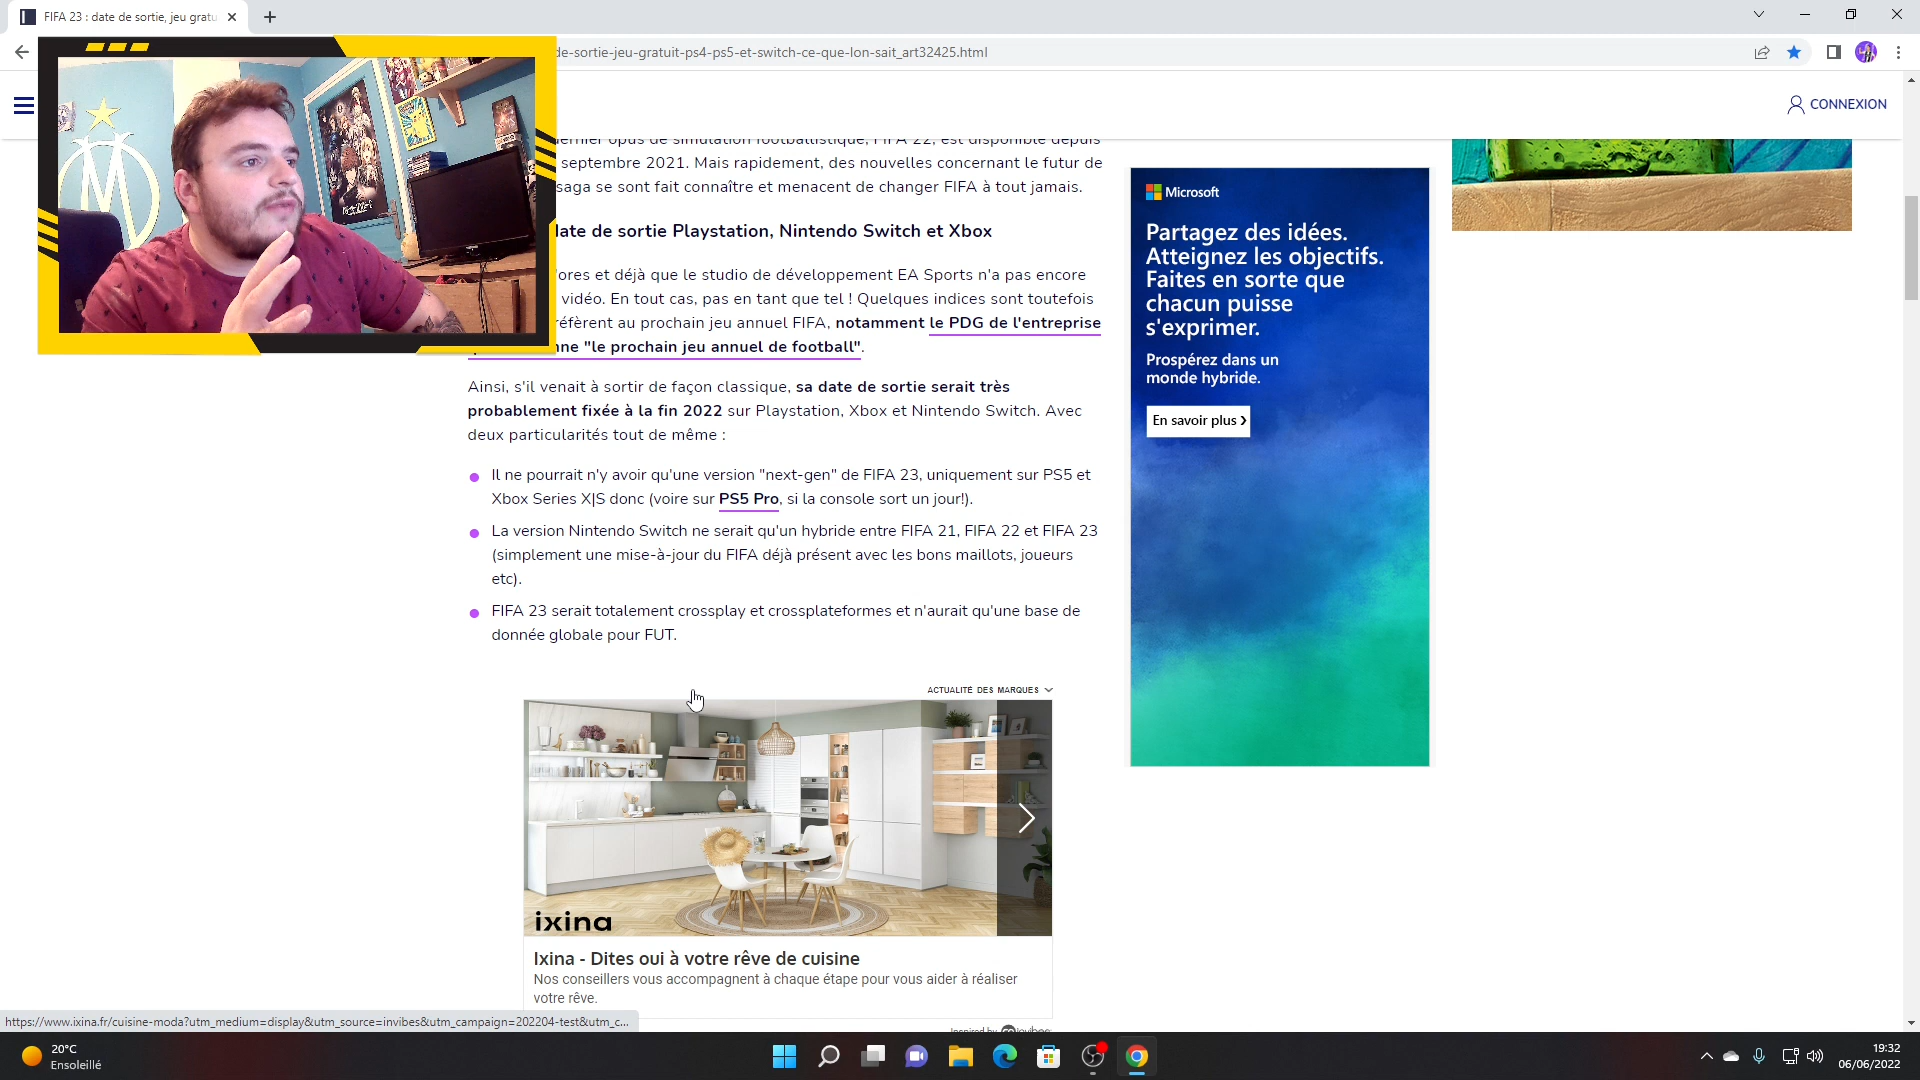 FIFA 23 : date de sortie, jeu gratu
de-sortie-jeu-gratuit-ps4-ps5-et-switch-ce-que-lon-sait_art32425.html
CONNEXION
dernier opus de simulation footballistique, FIFA 22, est disponible depuis
septembre 2021. Mais rapidement, des nouvelles concernant le futur de
saga se sont fait connaître et menacent de changer FIFA à tout jamais.
date de sortie Playstation, Nintendo Switch et Xbox
'ores et déjà que le studio de développement EA Sports n'a pas encore
vidéo. En tout cas, pas en tant que tel ! Quelques indices sont toutefois
éfèrent au prochain jeu annuel FIFA, notamment le PDG de l'entreprise
nne "le prochain jeu annuel de football".
Ainsi, s'il venait à sortir de façon classique, sa date de sortie serait très
probablement fixée à la fin 2022 sur Playstation, Xbox et Nintendo Switch. Avec
deux particularités tout de même :
Il ne pourrait n'y avoir qu'une version "next-gen" de FIFA 23, uniquement sur PS5 et
Xbox Series X|S donc (voire sur PS5 Pro, si la console sort un jour!).
La version Nintendo Switch ne serait qu'un hybride entre FIFA 21, FIFA 22 et FIFA 23
(simplement une mise-à-jour du FIFA déjà présent avec les bons maillots, joueurs
etc).
FIFA 23 serait totalement crossplay et crossplateformes et n'aurait qu'une base de
donnée globale pour FUT.
Microsoft
Partagez des idées.
Atteignez les objectifs.
Faites en sorte que
chacun puisse
s'exprimer.
Prospérez dans un
monde hybride.
En savoir plus >
ACTUALITÉ DES MARQUES
ixina
Ixina - Dites oui à votre rêve de cuisine
Nos conseillers vous accompagnent à chaque étape pour vous aider à réaliser
votre rêve.
Inspired by
https://www.ixina.fr/cuisine-moda?utm_medium=display&utm_source=invibes&utm_campaign=202204-test&utm_c...
20°C
Ensoleillé
19:32
06/06/2022